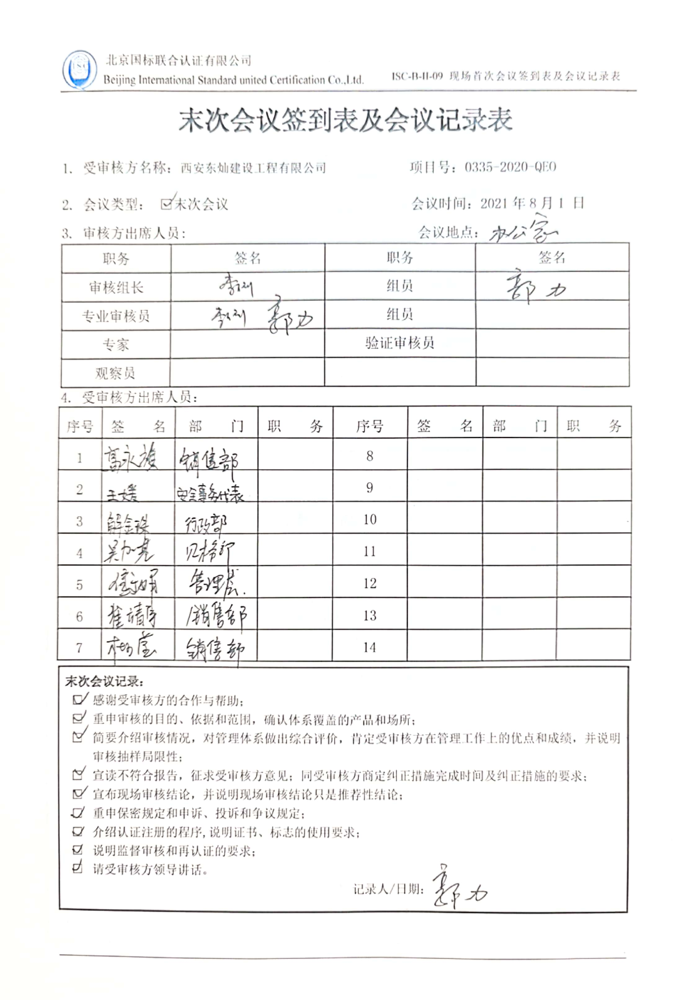 北京国标联合认证有限公司
Beijing International Standard united Certification Co.,Ltd.
ISC-B-II-09 现场首次会议签到表及会议记录表
末次会议签到表及会议记录表
1. 受审核方名称：西安东灿建设工程有限公司 项目号：0335-2020-QEO
2. 会议类型： ☑末次会议 会议时间：2021 年 8 月 1 日
3. 审核方出席人员： 会议地点：办公室
职务 签名 职务 签名
审核组长 组员 郭力
专业审核员 郭力 组员
专家 验证审核员
观察员
4. 受审核方出席人员：
序号 签 名 部 门 职 务 序号 签 名 部 门 职 务
1 销售部 8
2 王媛 安全事务代表 9
3 解金珠 行政部 10
4 财务部 11
5 管理层. 12
6 崔靖 销售部 13
7 杨莹 销售部 14
末次会议记录：
☑ 感谢受审核方的合作与帮助；
☑ 重申审核的目的、依据和范围，确认体系覆盖的产品和场所；
☑ 简要介绍审核情况，对管理体系做出综合评价，肯定受审核方在管理工作上的优点和成绩，并说明
审核抽样局限性；
☑ 宣读不符合报告，征求受审核方意见；同受审核方商定纠正措施完成时间及纠正措施的要求；
☑ 宣布现场审核结论，并说明现场审核结论只是推荐性结论；
☑ 重申保密规定和申诉、投诉和争议规定；
☑ 介绍认证注册的程序,说明证书、标志的使用要求；
☑ 说明监督审核和再认证的要求；
☑ 请受审核方领导讲话。
记录人/日期：郭力